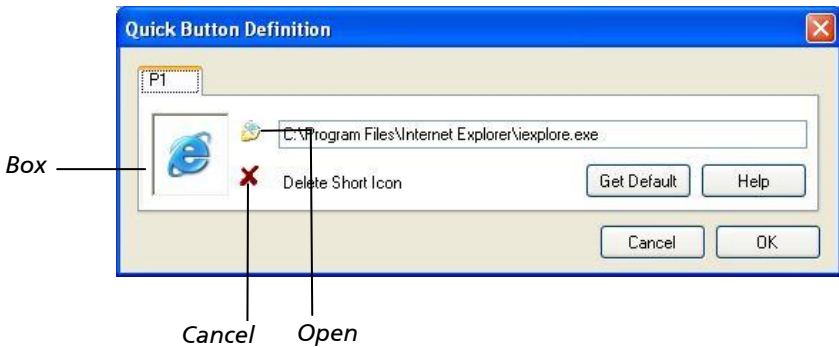 Quick Button Definition
P1
C:\Program Files\Internet Explorer\iexplore.exe
Box
Delete Short Icon
Get Default
Help
Cancel
OK
Cancel
Open